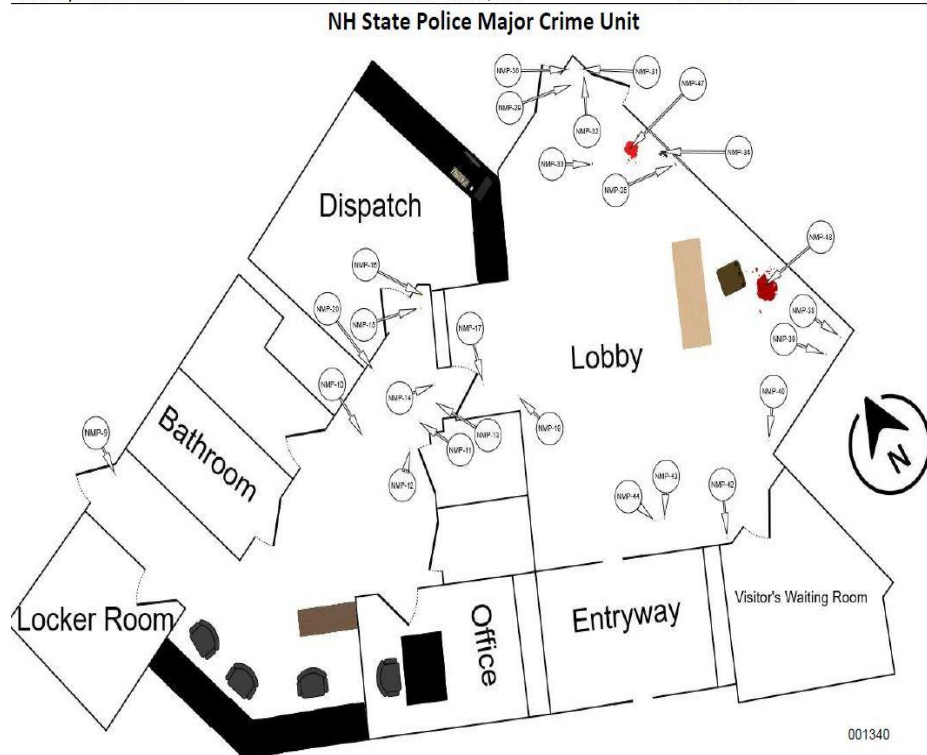 NH State Police Major Crime Unit
NMP-30
NMP-31
NMP-47
NMP-29
NMP-32
NMP-33
NMP-35
Dispatch
NMP-48
NMP-16
NMP-15
NMP-20
NMP-17
NMP-38
NMP-39
Lobby
NMP-10
NMP-14
NMP-40
NMP-9
Bathroom
NMP-13
NMP-11
NMP-12
NMP-18
N
NMP-43
NMP-44
NMP-42
Locker Room
Office
Entryway
Visitor's Waiting Room
001340